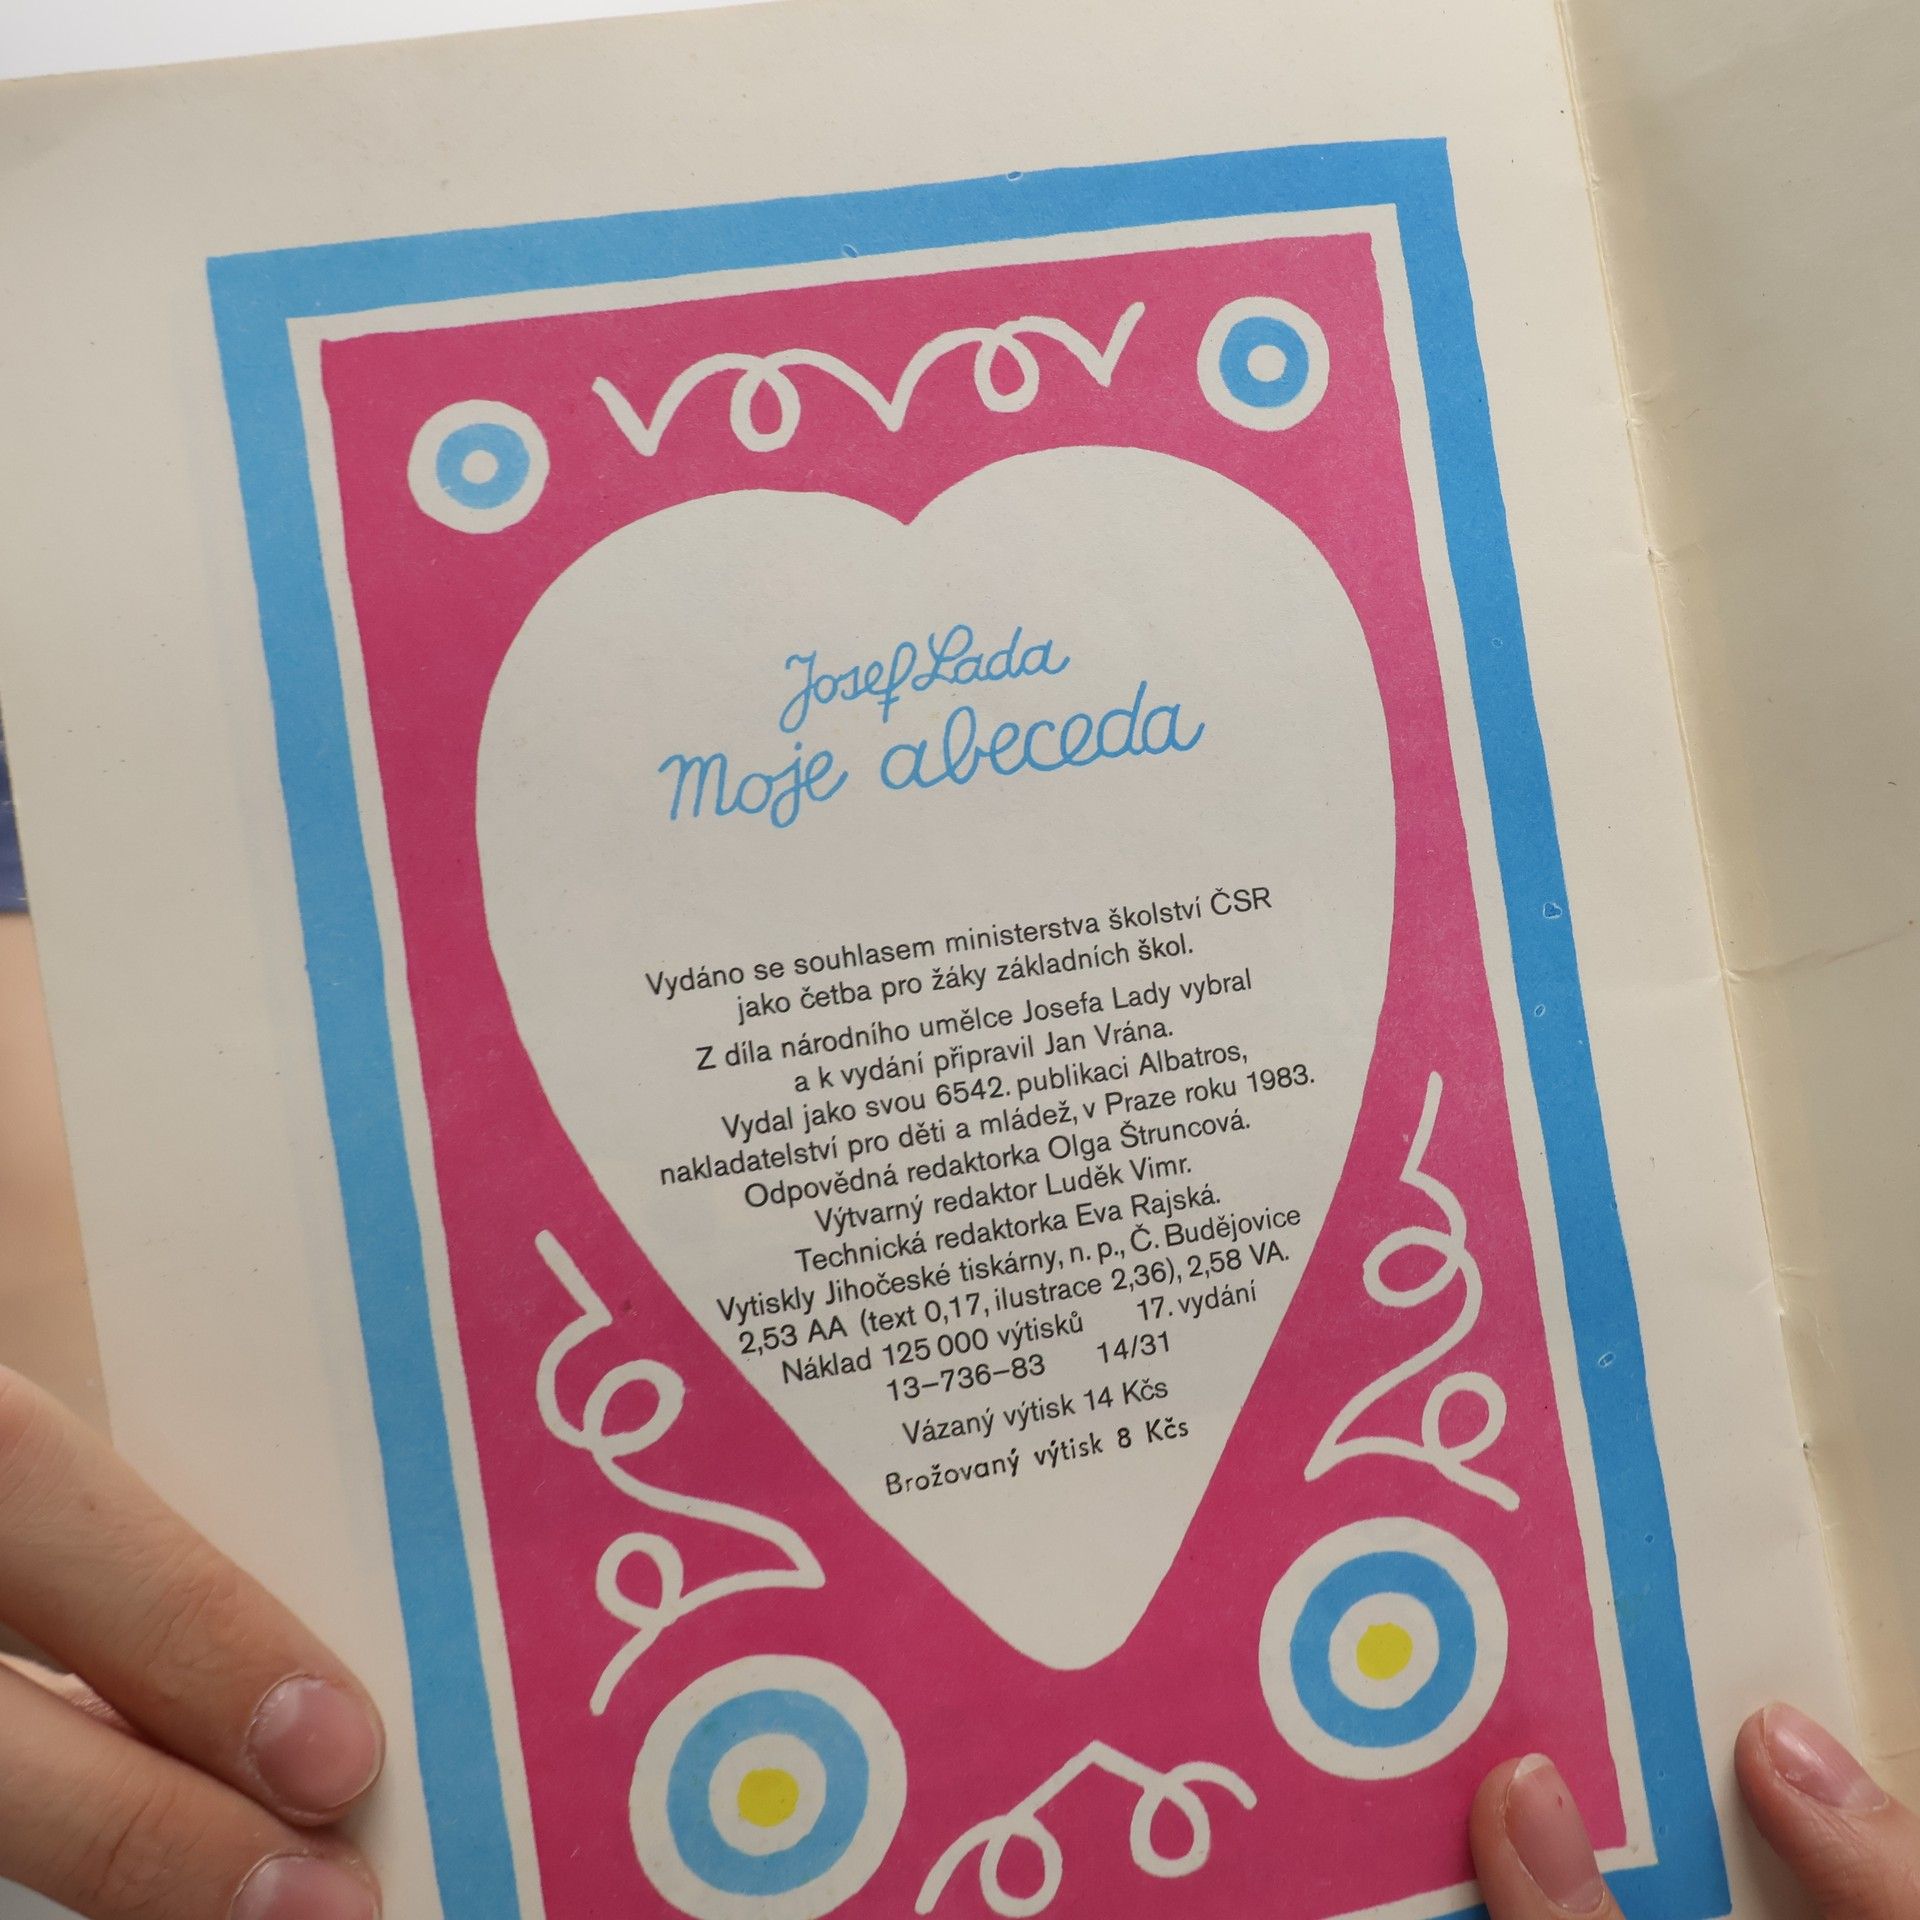 Josef Lada
Moje abeceda
Vydáno se souhlasem ministerstva školství ČSR
jako četba pro žáky základních škol.
Z díla národního umělce Josefa Lady vybral
a k vydání připravil Jan Vrána.
Vydal jako svou 6542. publikaci Albatros,
nakladatelství pro děti a mládež, v Praze roku 1983.
Odpovědná redaktorka Olga Štruncová.
Výtvarný redaktor Luděk Vimr.
Technická redaktorka Eva Rajská.
Vytiskly Jihočeské tiskárny, n. p., Č. Budějovice
2,53 AA (text 0,17, ilustrace 2,36), 2,58 VA.
Náklad 125 000 výtisků 17. vydání
13–736–83 14/31
Vázaný výtisk 14 Kčs
Brožovaný výtisk 8 Kčs